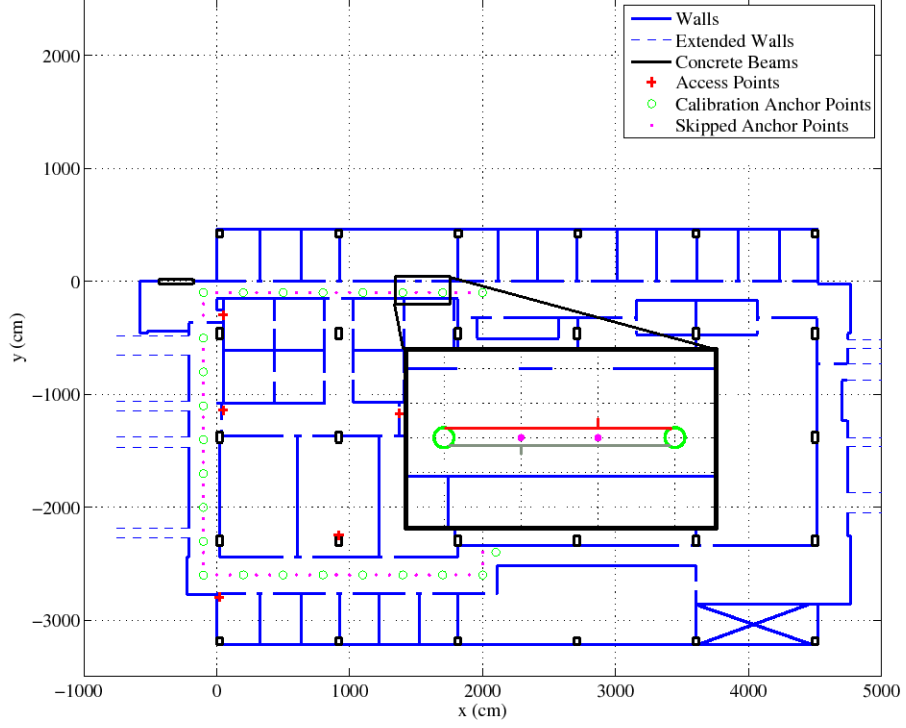 Walls
Extended Walls
Concrete Beams
Access Points
Calibration Anchor Points
Skipped Anchor Points
2000
1000
0
−1000
−2000
−3000
y (cm)
−1000 0 1000 2000 3000 4000 5000
x (cm)